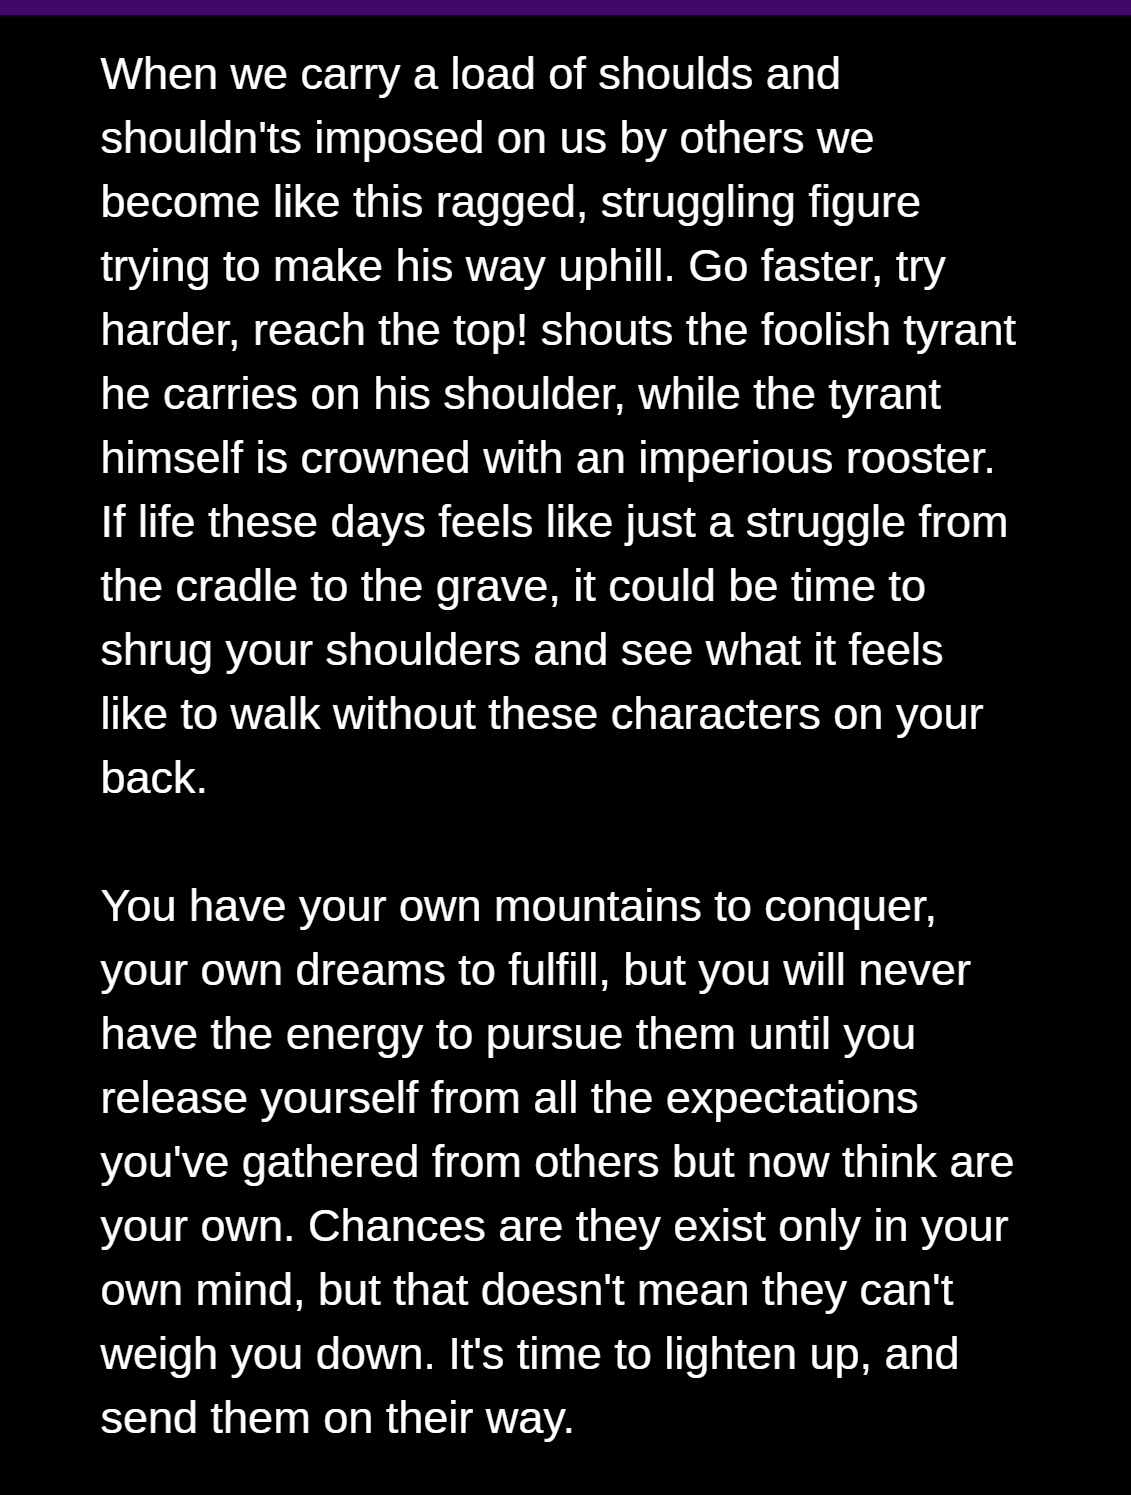 When we carry a load of shoulds and
shouldn'ts imposed on us by others we
become like this ragged, struggling figure
trying to make his way uphill. Go faster, try
harder, reach the top! shouts the foolish tyrant
he carries on his shoulder, while the tyrant
himself is crowned with an imperious rooster.
If life these days feels like just a struggle from
the cradle to the grave, it could be time to
shrug your shoulders and see what it feels
like to walk without these characters on your
back.

You have your own mountains to conquer,
your own dreams to fulfill, but you will never
have the energy to pursue them until you
release yourself from all the expectations
you've gathered from others but now think are
your own. Chances are they exist only in your
own mind, but that doesn't mean they can't
weigh you down. It's time to lighten up, and
send them on their way.